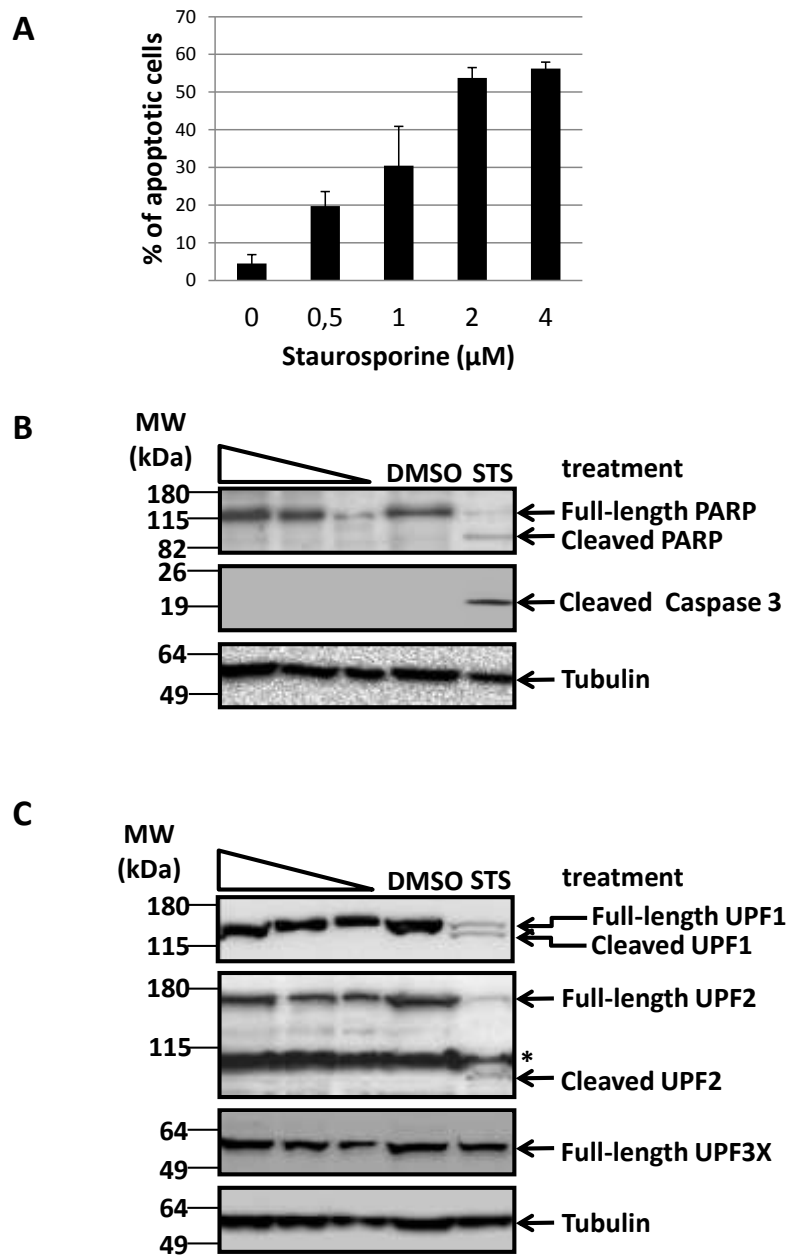 A
% of apoptotic cells
70
60
50
40
30
20
10
0
0 0,5 1 2 4
Staurosporine (µM)
B
MW
(kDa)
DMSO STS treatment
180
115
82
Full-length PARP
Cleaved PARP
26
19
Cleaved Caspase 3
64
49
Tubulin
C
MW
(kDa)
DMSO STS treatment
180
115
Full-length UPF1
Cleaved UPF1
180
115
Full-length UPF2
*
Cleaved UPF2
64
49
Full-length UPF3X
64
49
Tubulin